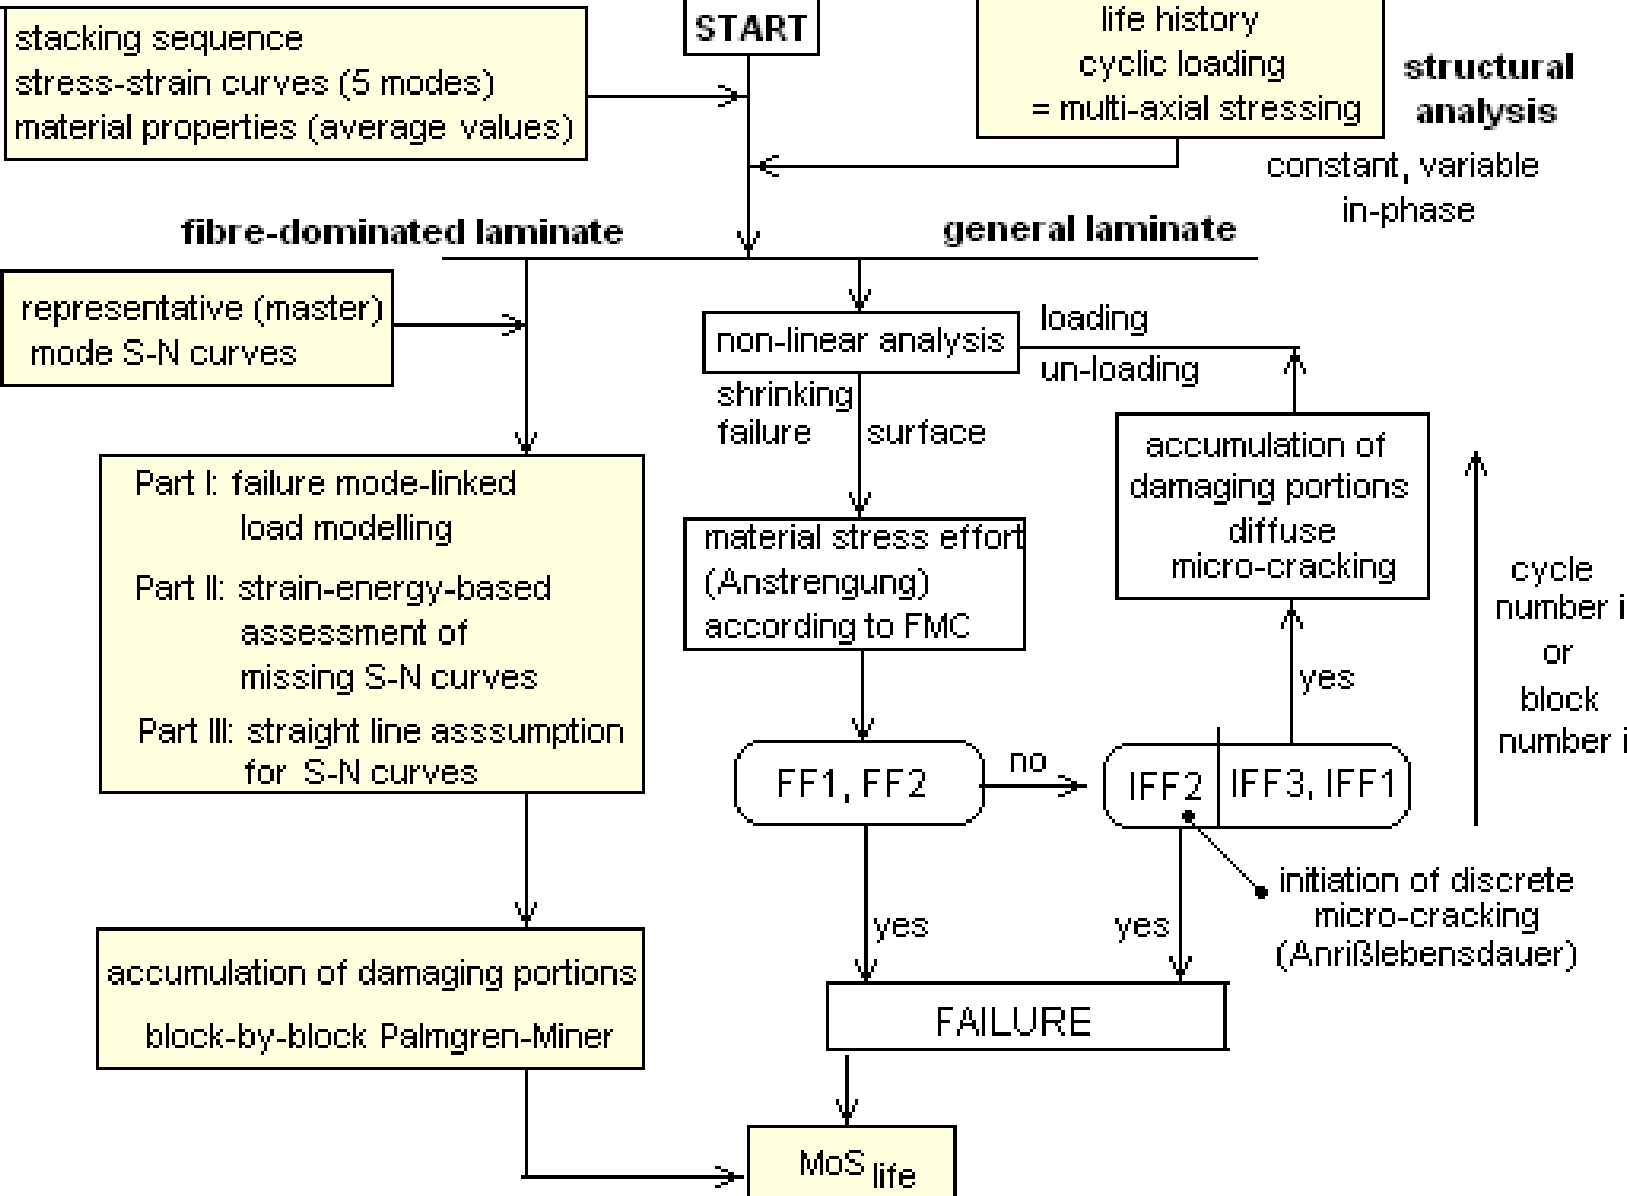 stacking sequence
stress-strain curves (5 modes)
material properties (average values)
START
life history
cyclic loading
= multi-axial stressing
structural
analysis
constant, variable
in-phase
fibre-dominated laminate
general laminate
representative (master)
mode S-N curves
non-linear analysis
loading
un-loading
shrinking
failure
surface
Part I: failure mode-linked
load modelling
Part II: strain-energy-based
assessment of
missing S-N curves
Part III: straight line asssumption
for S-N curves
material stress effort
(Anstrengung)
according to FMC
accumulation of
damaging portions
diffuse
micro-cracking
cycle
number i
or
block
number i
yes
FF1, FF2
no
IFF2
IFF3, IFF1
initiation of discrete
micro-cracking
(Anrißlebensdauer)
yes
yes
accumulation of damaging portions
block-by-block Palmgren-Miner
FAILURE
MoS life